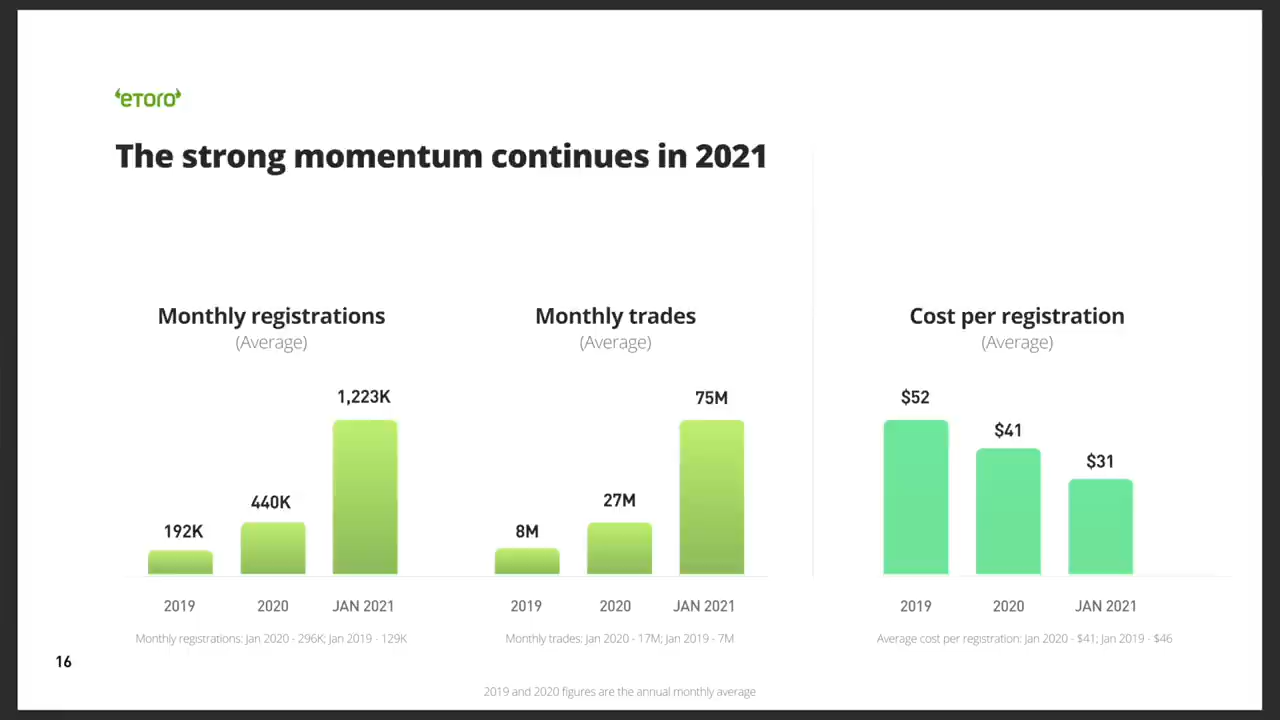 eTORO
The strong momentum continues in 2021
Monthly registrations
(Average)
1,223K
440K
192K
2019
2020
JAN 2021
Monthly registrations: Jan 2020 - 296K; Jan 2019 - 129K
Monthly trades
(Average)
75M
27M
8M
2019
2020
JAN 2021
Monthly trades: Jan 2020 - 17M; Jan 2019 - 7M
Cost per registration
(Average)
$52
$41
$31
2019
2020
JAN 2021
Average cost per registration: Jan 2020 - $41; Jan 2019 - $46
16
2019 and 2020 figures are the annual monthly average